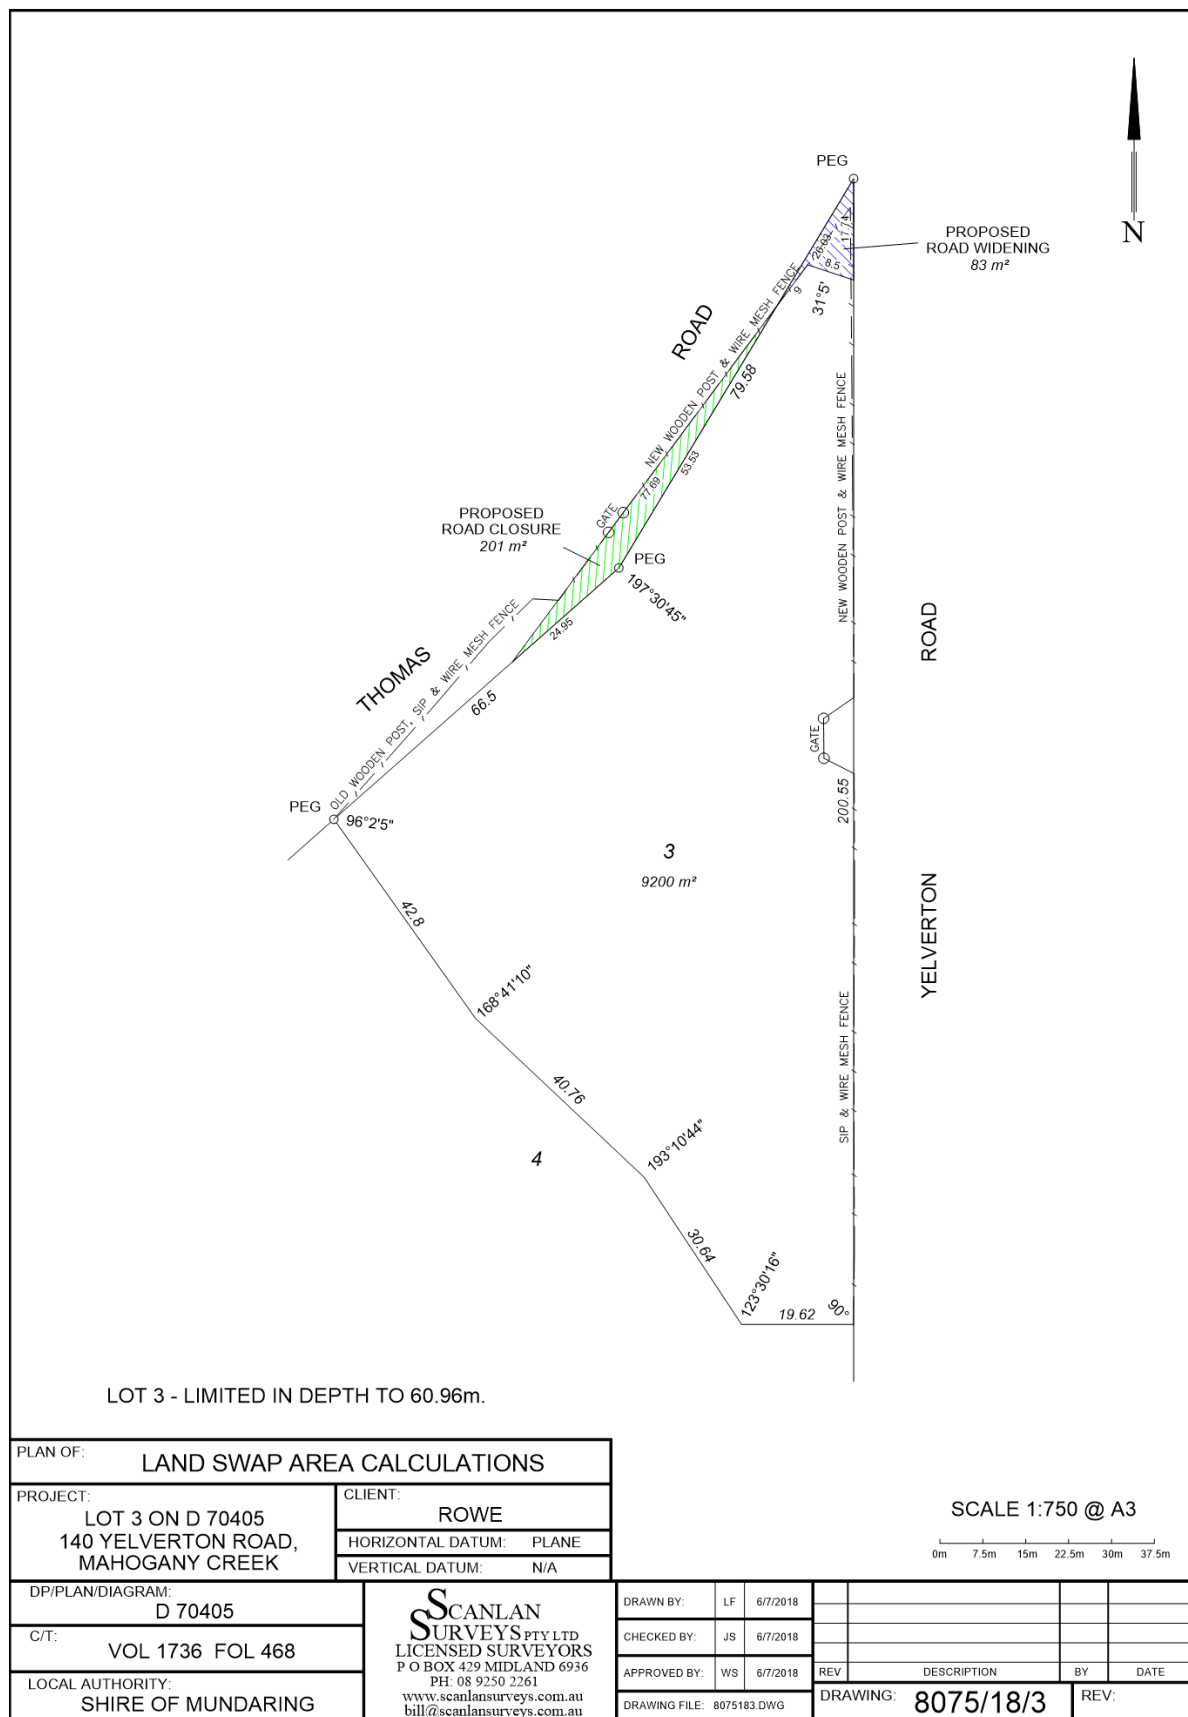 PEG
N
PROPOSED
ROAD WIDENING
83 m²
17.74
26.03
8.5
9
31°5'
ROAD
NEW WOODEN POST & WIRE MESH FENCE
79.58
53.53
77.69
GATE
PROPOSED
ROAD CLOSURE
201 m²
PEG
197°30'45"
24.95
NEW WOODEN POST & WIRE MESH FENCE
ROAD
THOMAS
OLD WOODEN POST, SIP & WIRE MESH FENCE
66.5
GATE
PEG
96°2'5"
200.55
3
9200 m²
YELVERTON
42.8
168°41'10"
SIP & WIRE MESH FENCE
40.76
4
193°10'44"
30.64
123°30'16"
19.62
90°
LOT 3 - LIMITED IN DEPTH TO 60.96m.
PLAN OF:
LAND SWAP AREA CALCULATIONS
PROJECT:
LOT 3 ON D 70405
140 YELVERTON ROAD,
MAHOGANY CREEK
CLIENT:
ROWE
HORIZONTAL DATUM: PLANE
VERTICAL DATUM: N/A
SCALE 1:750 @ A3
0m 7.5m 15m 22.5m 30m 37.5m
DP/PLAN/DIAGRAM:
D 70405
C/T:
VOL 1736 FOL 468
LOCAL AUTHORITY:
SHIRE OF MUNDARING
SCANLAN
SURVEYS PTY LTD
LICENSED SURVEYORS
P O BOX 429 MIDLAND 6936
PH: 08 9250 2261
www.scanlansurveys.com.au
bill@scanlansurveys.com.au
DRAWN BY: LF 6/7/2018
CHECKED BY: JS 6/7/2018
APPROVED BY: WS 6/7/2018
DRAWING FILE: 8075183.DWG
REV DESCRIPTION BY DATE
DRAWING: 8075/18/3 REV: